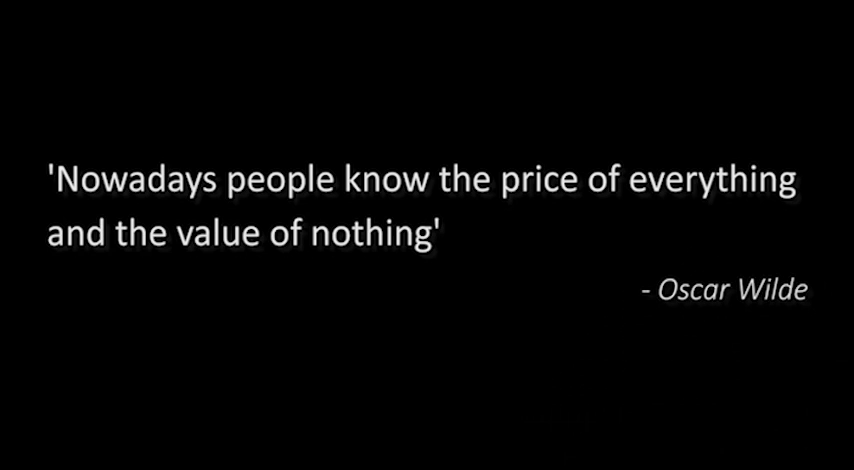 'Nowadays people know the price of everything
and the value of nothing'
- Oscar Wilde